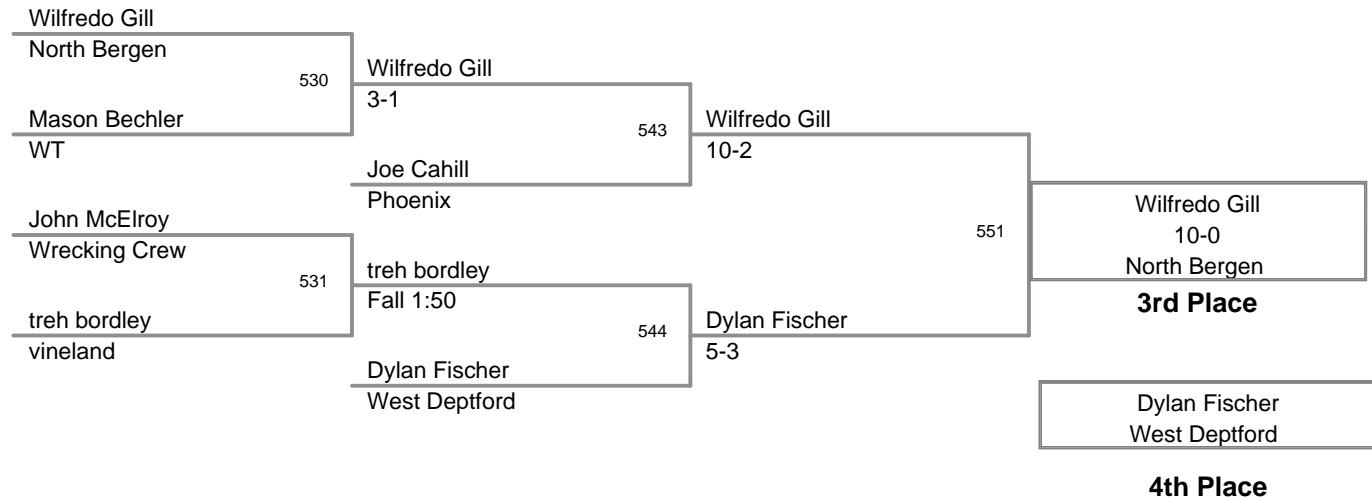 Wilfredo Gill
North Bergen
530
Mason Bechler
WT
John McElroy
Wrecking Crew
531
treh bordley
vineland
Wilfredo Gill
3-1
543
Joe Cahill
Phoenix
treh bordley
Fall 1:50
544
Dylan Fischer
West Deptford
Wilfredo Gill
10-2
551
Dylan Fischer
5-3
Wilfredo Gill
10-0
North Bergen
3rd Place
Dylan Fischer
West Deptford
4th Place